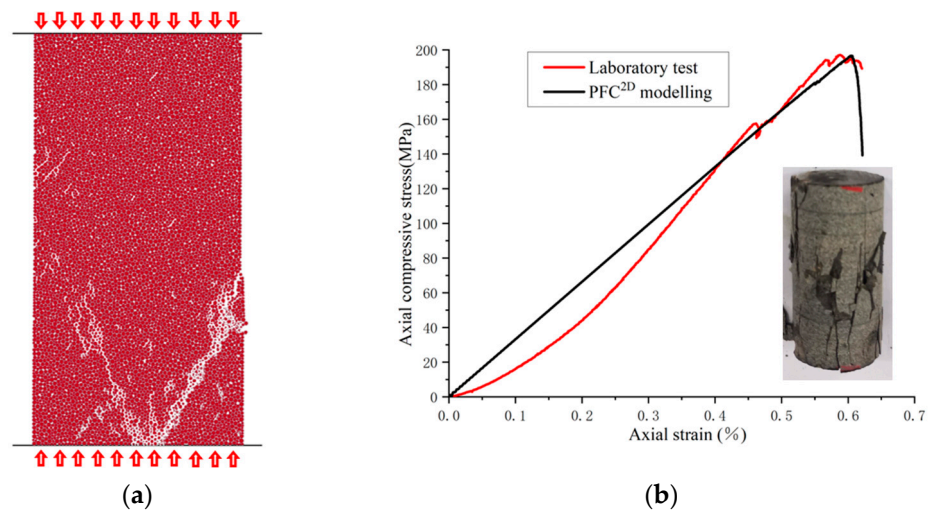 Laboratory test
PFC2D modelling
Axial compressive stress(MPa)
200
180
160
140
120
100
80
60
40
20
0
0.0 0.1 0.2 0.3 0.4 0.5 0.6 0.7
Axial strain (%)
(a) (b)